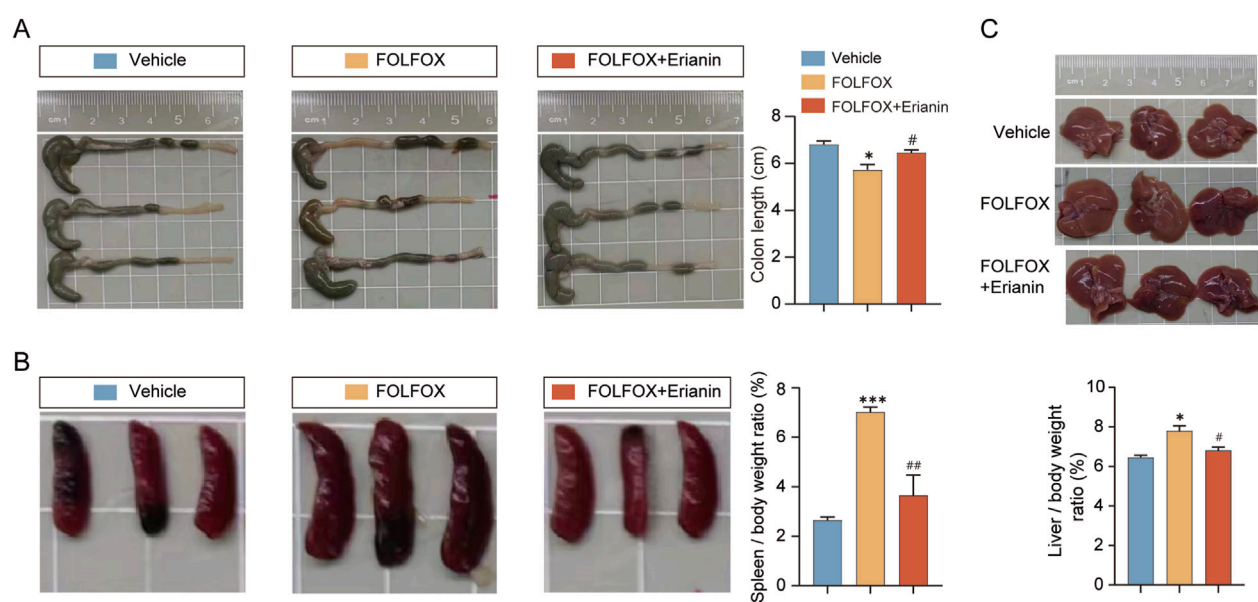 A
C
Vehicle
FOLFOX
FOLFOX+Erianin
Vehicle
FOLFOX
FOLFOX+Erianin
cm 1 2 3 4 5 6 7
cm 1 2 3 4 5 6
cm 1 2 3 4 5 6 7
Colon length (cm)
8
6
4
2
0
*
#
cm 1 2 3 4 5 6 7 8
Vehicle
FOLFOX
FOLFOX
+Erianin
B
Vehicle
FOLFOX
FOLFOX+Erianin
Spleen / body weight ratio (%)
8
6
4
2
0
***
##
Liver / body weight
ratio (%)
10
8
6
4
2
0
*
#